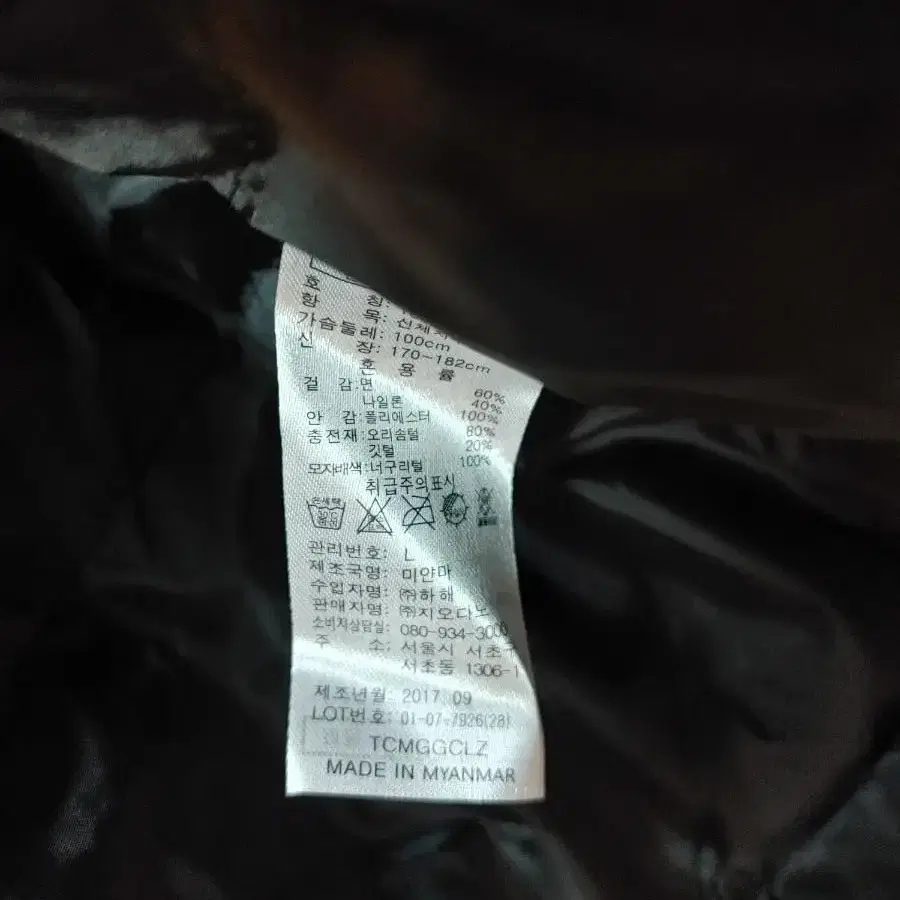 호 칭:
항 목: 신체치
가슴둘레: 100cm
신 장: 170-182cm
혼 용 률
겉 감:면 60%
나일론 40%
안 감:폴리에스터 100%
충전재:오리솜털 80%
깃털 20%
모자배색:너구리털 100%
취급주의표시
손세탁
관리번호: L
제조국명: 미얀마
수입자명: ㈜하해
판매자명: ㈜지오다노
소비자상담실: 080-934-3000
주 소: 서울시 서초구
서초동 1306-1
제조년월: 2017. 09
LOT번호: 01-07-7926(28)
TCMGGCLZ
MADE IN MYANMAR